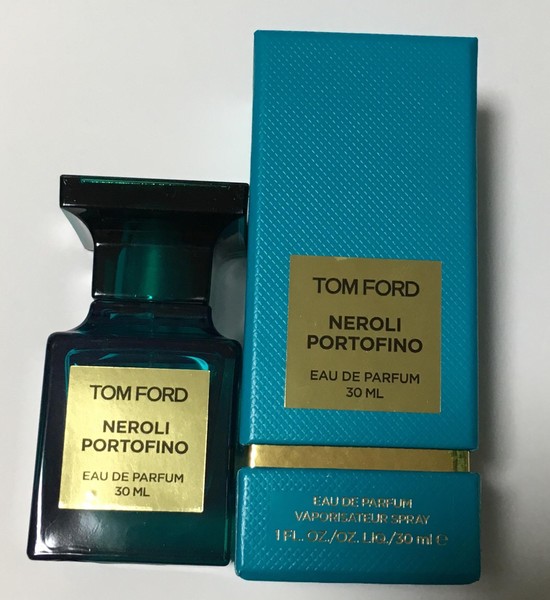 TOM FORD
NEROLI
PORTOFINO
EAU DE PARFUM
30 ML
TOM FORD
NEROLI
PORTOFINO
EAU DE PARFUM
30 ML
EAU DE PARFUM
VAPORISATEUR SPRAY
1 FL. OZ./OZ. LIQ./30 ml e